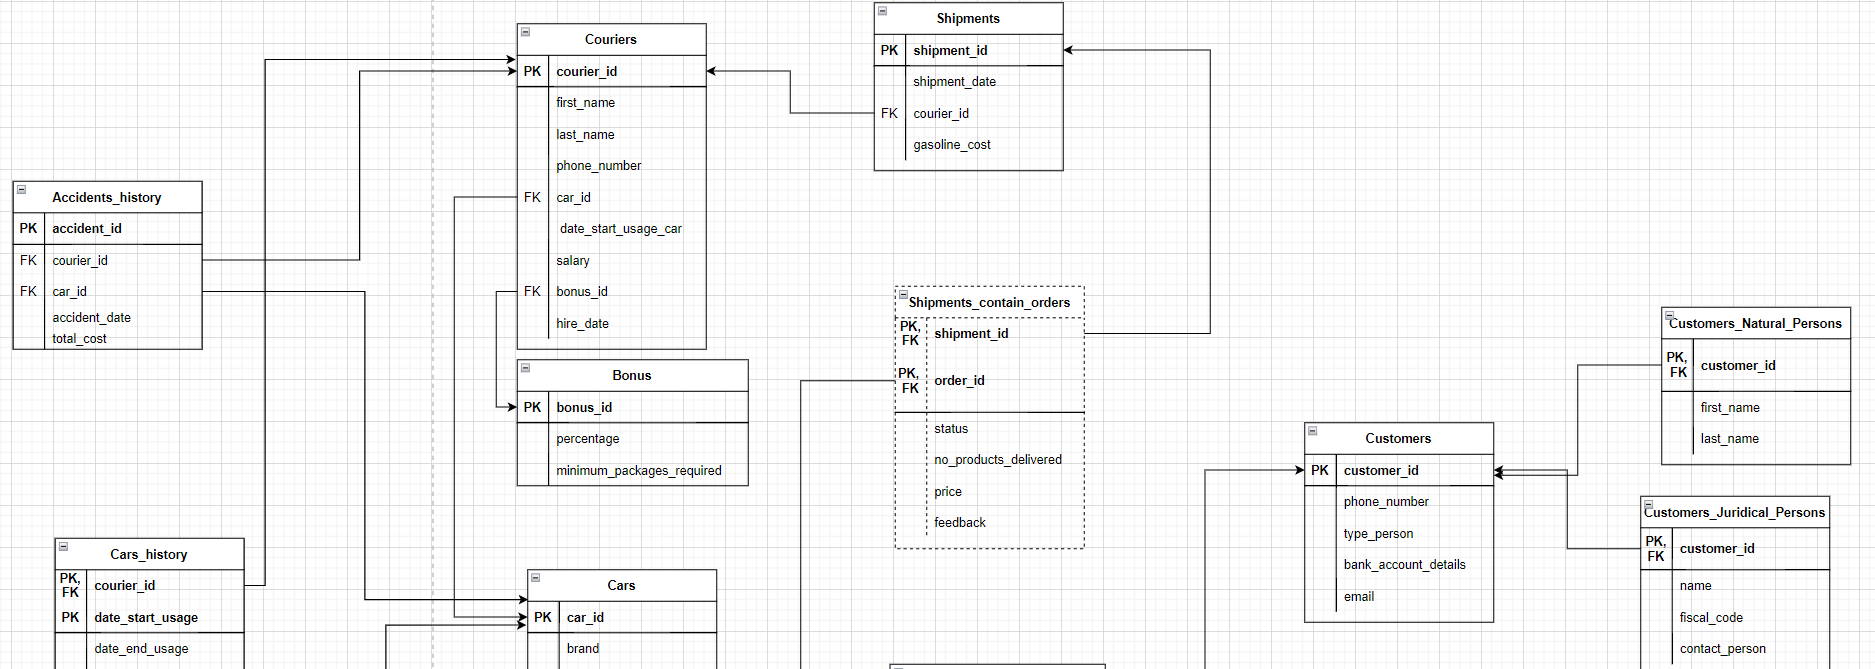 Shipments
PK shipment_id
shipment_date
FK courier_id
gasoline_cost
Couriers
PK courier_id
first_name
last_name
phone_number
FK car_id
date_start_usage_car
salary
FK bonus_id
hire_date
Accidents_history
PK accident_id
FK courier_id
FK car_id
accident_date
total_cost
Shipments_contain_orders
PK,
FK shipment_id
PK,
FK order_id
status
no_products_delivered
price
feedback
Customers_Natural_Persons
PK,
FK customer_id
first_name
last_name
Bonus
PK bonus_id
percentage
minimum_packages_required
Customers
PK customer_id
phone_number
type_person
bank_account_details
email
Customers_Juridical_Persons
PK,
FK customer_id
name
fiscal_code
contact_person
Cars_history
PK,
FK courier_id
PK date_start_usage
date_end_usage
Cars
PK car_id
brand